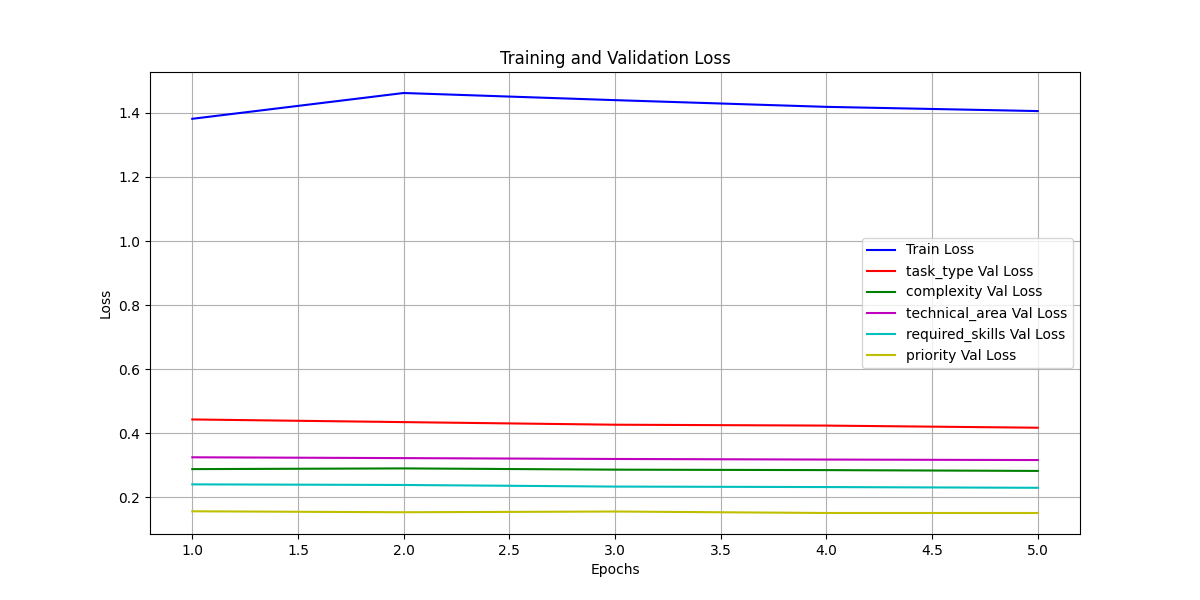 Training and Validation Loss
1.4
1.2
1.0
0.8
0.6
0.4
0.2
Loss
Train Loss
task_type Val Loss
complexity Val Loss
technical_area Val Loss
required_skills Val Loss
priority Val Loss
1.0 1.5 2.0 2.5 3.0 3.5 4.0 4.5 5.0
Epochs